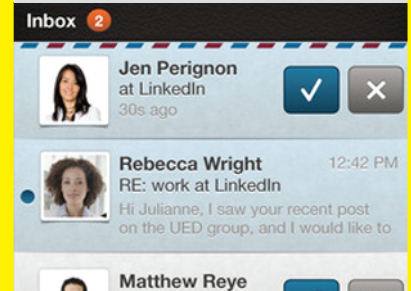 Inbox 2
Jen Perignon
at LinkedIn
30s ago
Rebecca Wright 12:42 PM
RE: work at LinkedIn
Hi Julianne, I saw your recent post
on the UED group, and I would like to
Matthew Reye